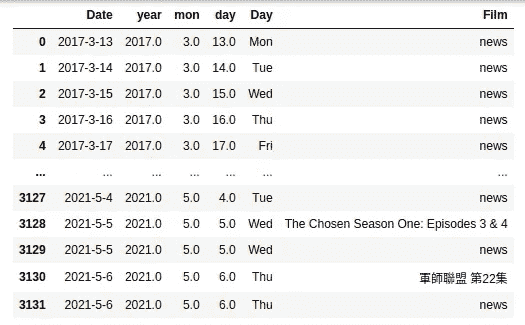 Date year mon day Day Film
0 2017-3-13 2017.0 3.0 13.0 Mon news
1 2017-3-14 2017.0 3.0 14.0 Tue news
2 2017-3-15 2017.0 3.0 15.0 Wed news
3 2017-3-16 2017.0 3.0 16.0 Thu news
4 2017-3-17 2017.0 3.0 17.0 Fri news
... ... ... ... ... ... ...
3127 2021-5-4 2021.0 5.0 4.0 Tue news
3128 2021-5-5 2021.0 5.0 5.0 Wed The Chosen Season One: Episodes 3 & 4
3129 2021-5-5 2021.0 5.0 5.0 Wed news
3130 2021-5-6 2021.0 5.0 6.0 Thu 軍師聯盟 第22集
3131 2021-5-6 2021.0 5.0 6.0 Thu news